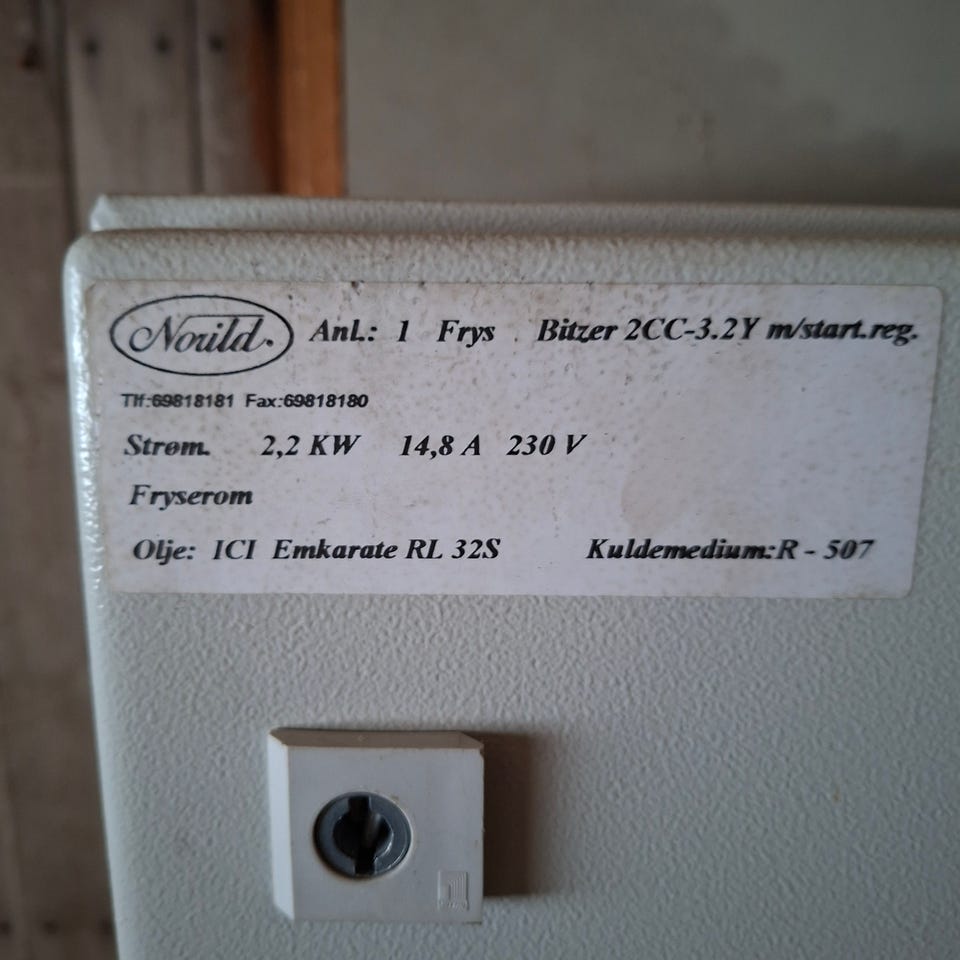 Nouild. Anl.: 1 Frys Bitzer 2CC-3.2Y m/start.reg.
Tlf:69818181 Fax:69818180
Strøm. 2,2 KW 14,8 A 230 V
Fryserom
Olje: ICI Emkarate RL 32S Kuldemedium:R - 507